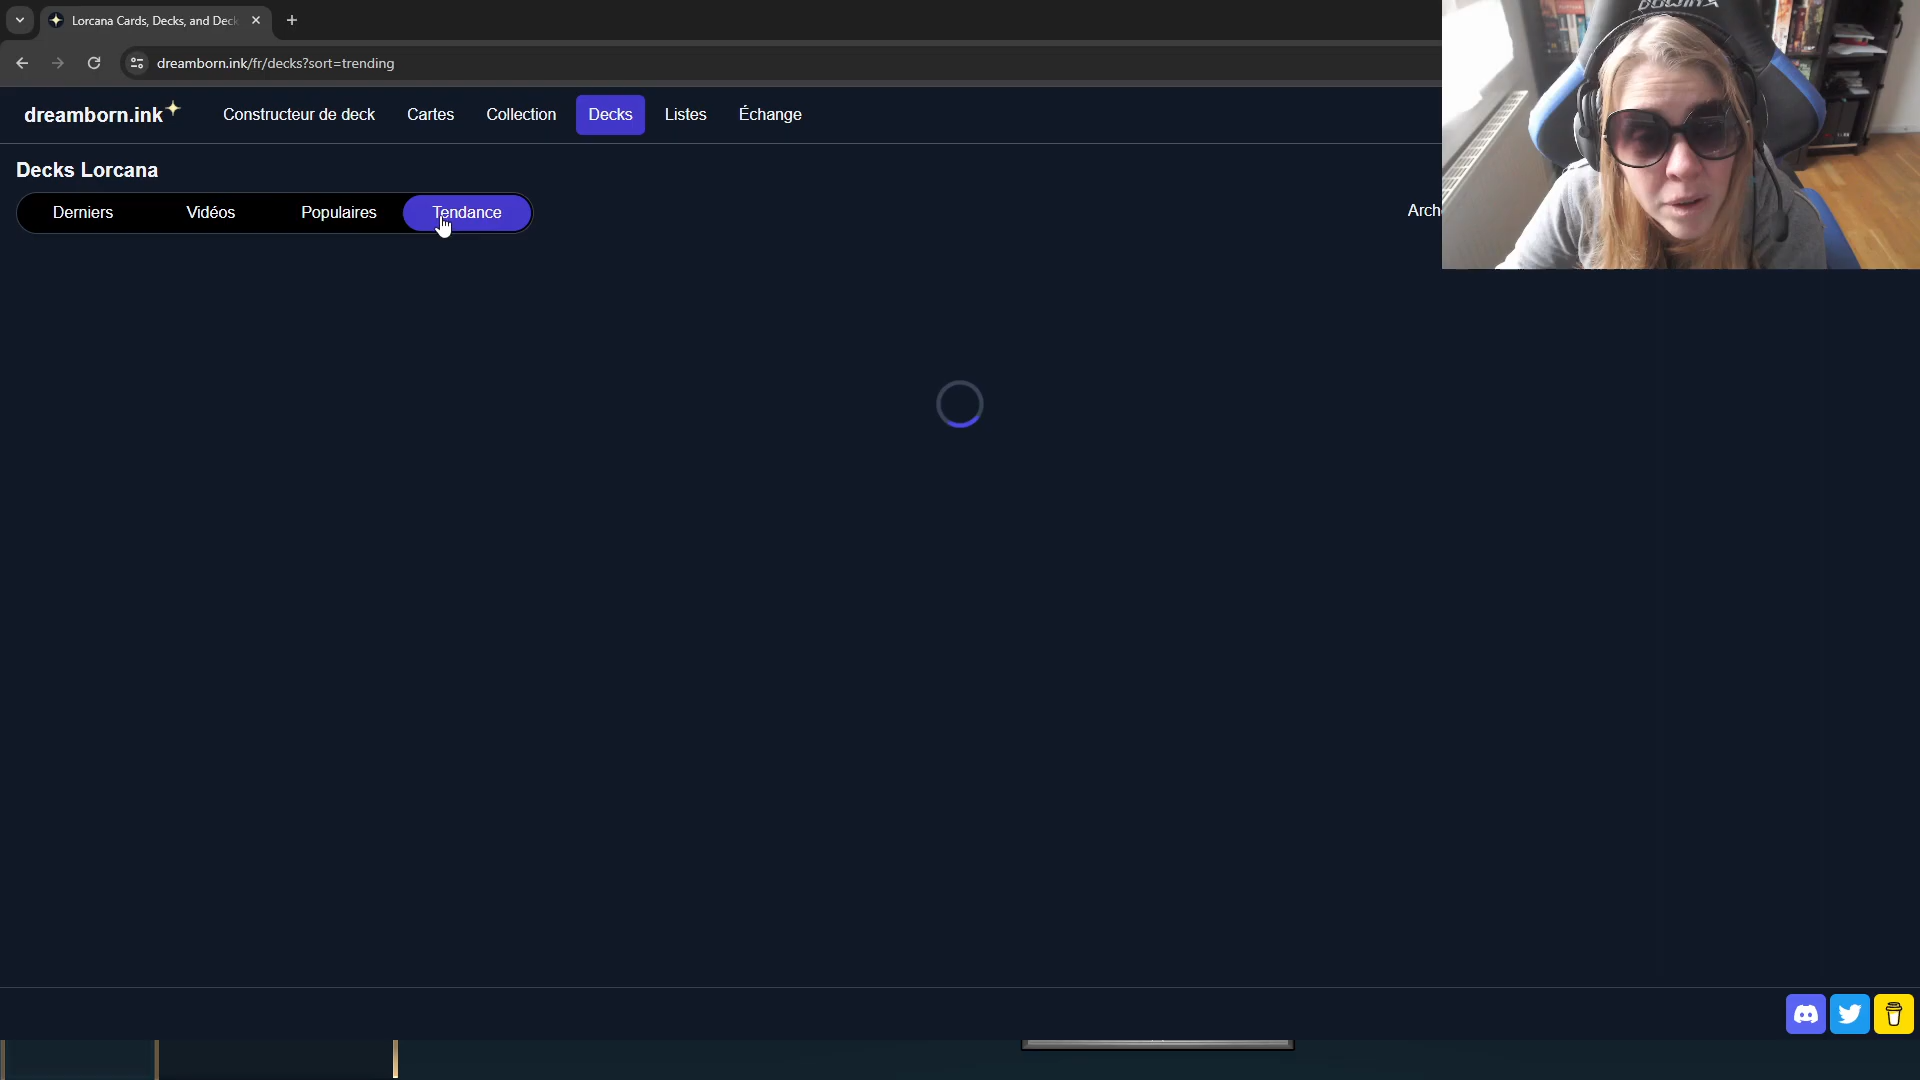 Lorcana Cards, Decks, and Deck
dreamborn.ink/fr/decks?sort=trending
dreamborn.ink
Constructeur de deck
Cartes
Collection
Decks
Listes
Échange
Decks Lorcana
Derniers
Vidéos
Populaires
Tendance
Arch